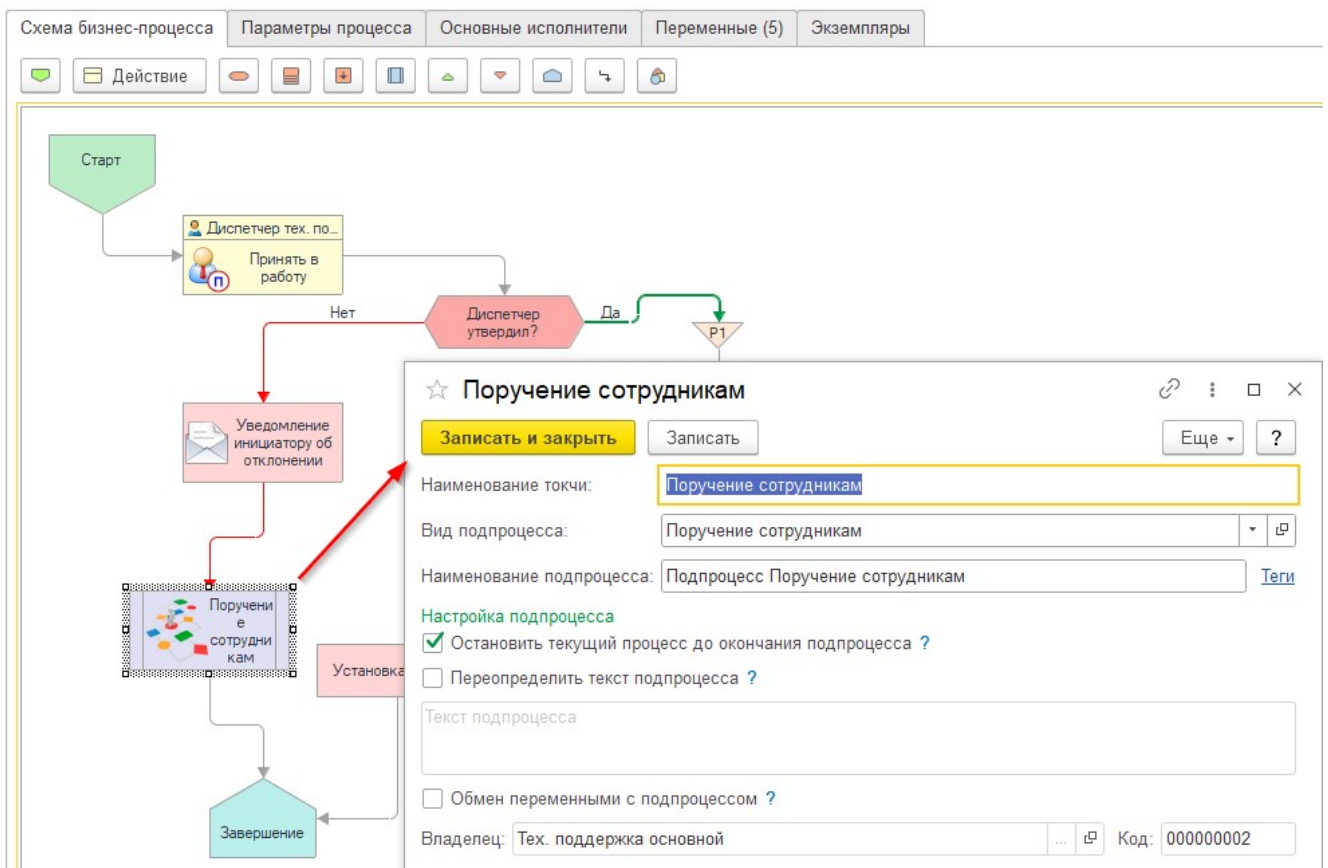 Схема бизнес-процесса Параметры процесса Основные исполнители Переменные (5) Экземпляры
Действие
Старт
Диспетчер тех. по...
Принять в
работу
П
Нет
Диспетчер
утвердил?
Да
P1
Уведомление
инициатору об
отклонении
Поручени
е
сотрудни
кам
Установка
Завершение
Поручение сотрудникам
Записать и закрыть Записать Еще ?
Наименование токчи: Поручение сотрудникам
Вид подпроцесса: Поручение сотрудникам
Наименование подпроцесса: Подпроцесс Поручение сотрудникам Теги
Настройка подпроцесса
Остановить текущий процесс до окончания подпроцесса ?
Переопределить текст подпроцесса ?
Текст подпроцесса
Обмен переменными с подпроцессом ?
Владелец: Тех. поддержка основной ... Код: 000000002